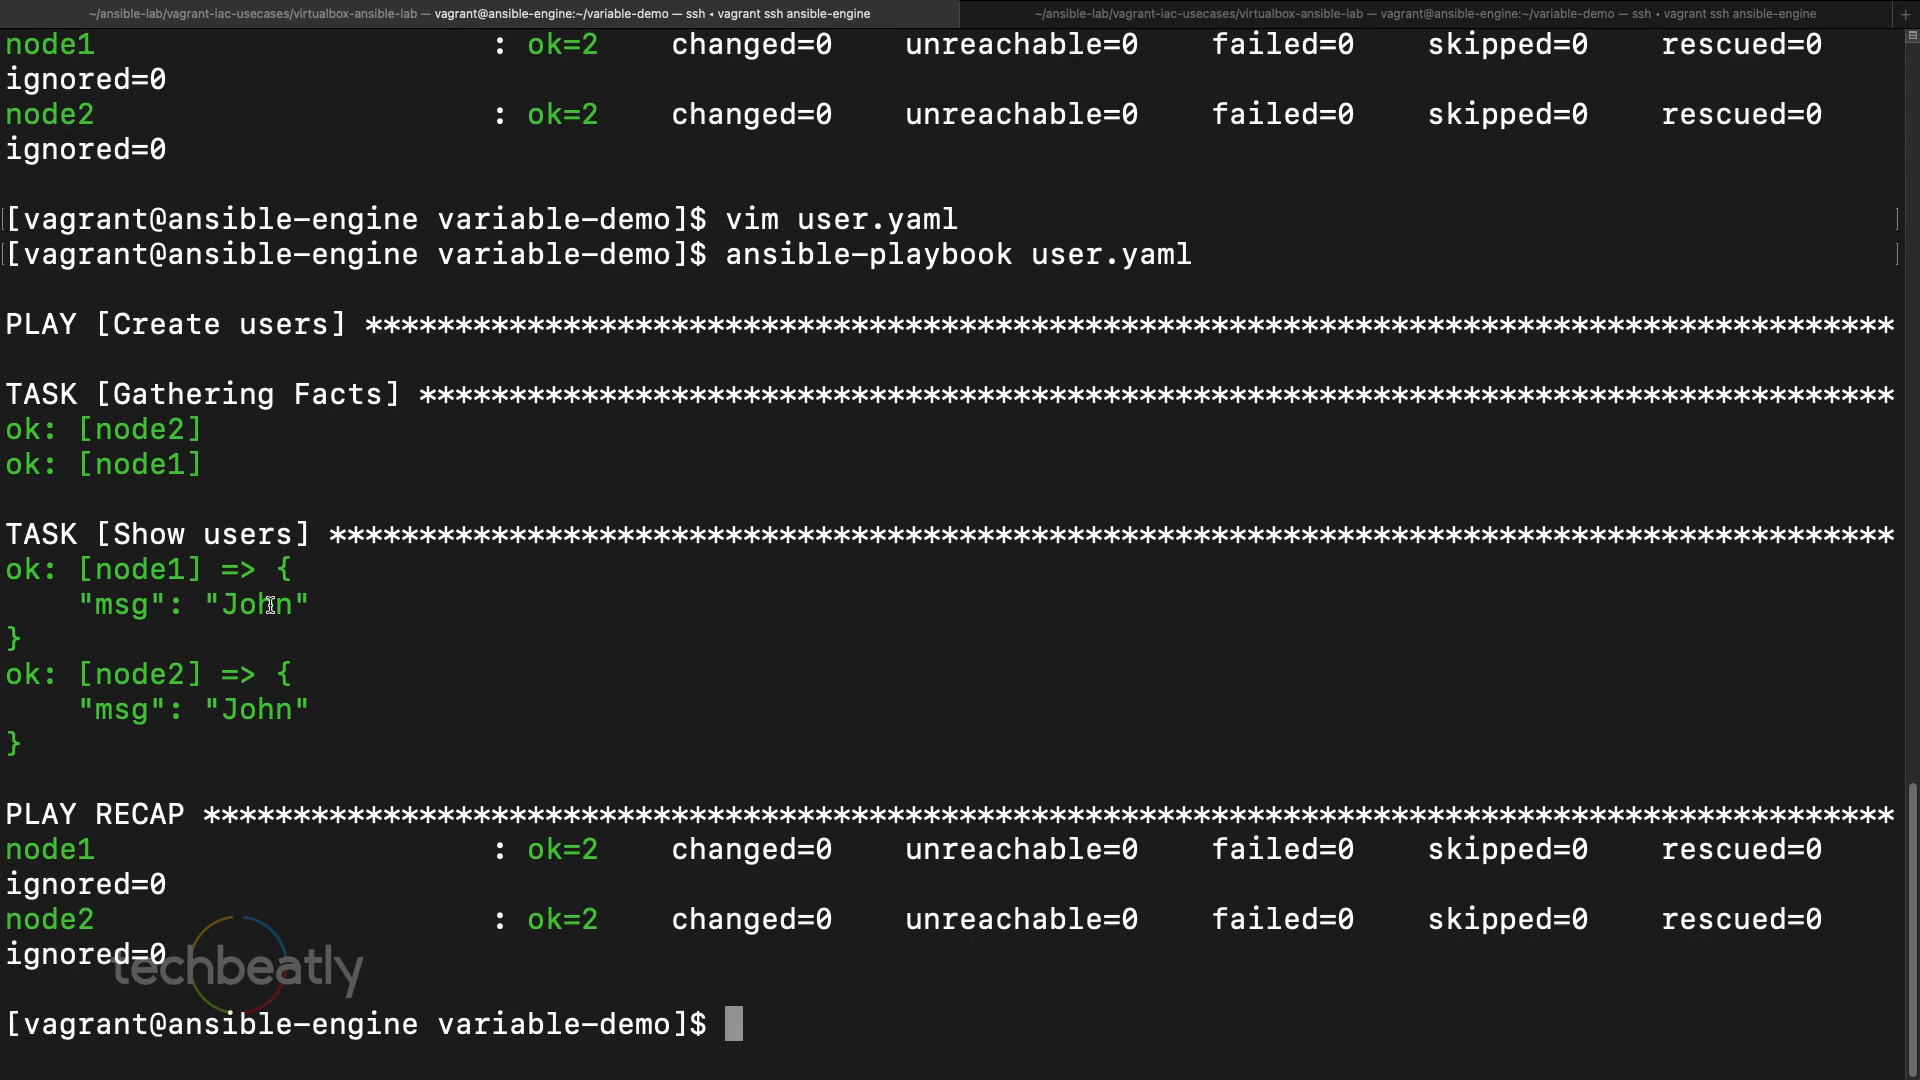 ~/ansible-lab/vagrant-iac-usecases/virtualbox-ansible-lab — vagrant@ansible-engine:~/variable-demo — ssh ◂ vagrant ssh ansible-engine
~/ansible-lab/vagrant-iac-usecases/virtualbox-ansible-lab — vagrant@ansible-engine:~/variable-demo — ssh ◂ vagrant ssh ansible-engine
node1 : ok=2 changed=0 unreachable=0 failed=0 skipped=0 rescued=0
ignored=0
node2 : ok=2 changed=0 unreachable=0 failed=0 skipped=0 rescued=0
ignored=0
[vagrant@ansible-engine variable-demo]$ vim user.yaml
[vagrant@ansible-engine variable-demo]$ ansible-playbook user.yaml
PLAY [Create users] *************************************************************************************
TASK [Gathering Facts] **********************************************************************************
ok: [node2]
ok: [node1]
TASK [Show users] ***************************************************************************************
ok: [node1] => {
"msg": "John"
}
ok: [node2] => {
"msg": "John"
}
PLAY RECAP **********************************************************************************************
node1 : ok=2 changed=0 unreachable=0 failed=0 skipped=0 rescued=0
ignored=0
node2 : ok=2 changed=0 unreachable=0 failed=0 skipped=0 rescued=0
ignored=0
techbeatly
[vagrant@ansible-engine variable-demo]$